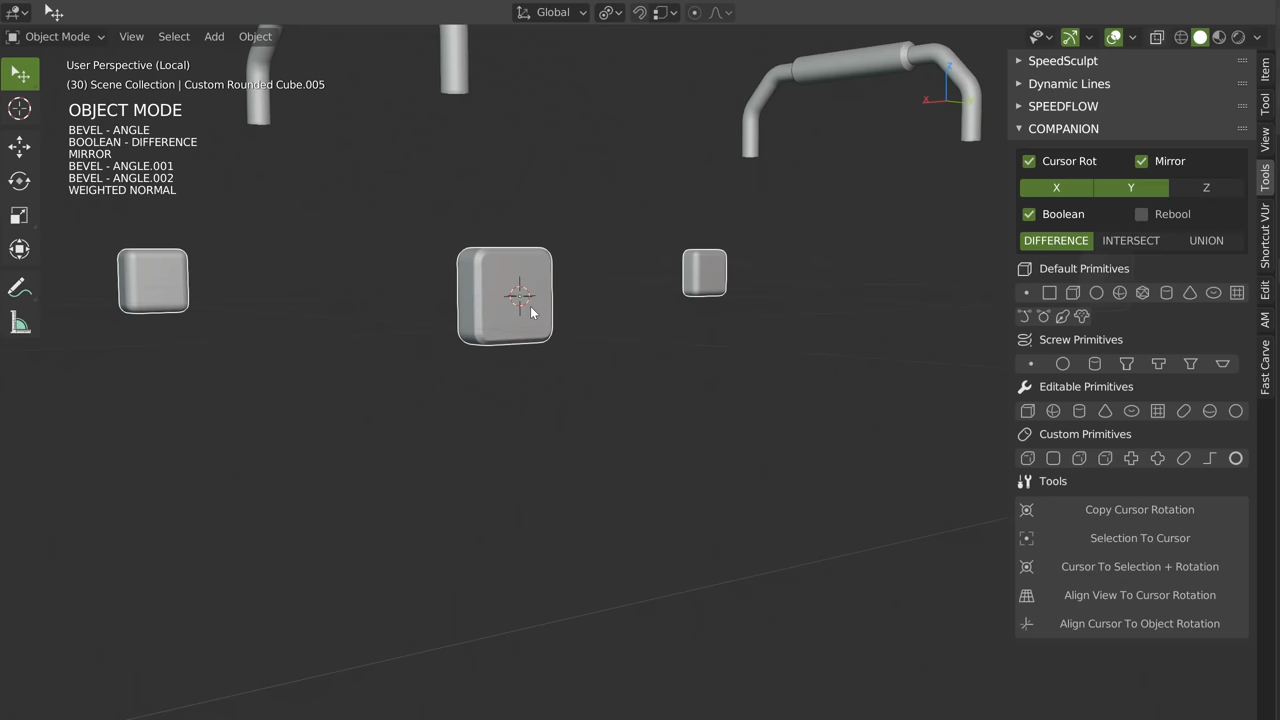 Global
Object Mode View Select Add Object
User Perspective (Local)
(30) Scene Collection | Custom Rounded Cube.005
OBJECT MODE
BEVEL - ANGLE
BOOLEAN - DIFFERENCE
MIRROR
BEVEL - ANGLE.001
BEVEL - ANGLE.002
WEIGHTED NORMAL
Z
X
SpeedSculpt
Dynamic Lines
SPEEDFLOW
COMPANION
Cursor Rot Mirror
X Y Z
Boolean Rebool
DIFFERENCE INTERSECT UNION
Default Primitives
Screw Primitives
Editable Primitives
Custom Primitives
Tools
Copy Cursor Rotation
Selection To Cursor
Cursor To Selection + Rotation
Align View To Cursor Rotation
Align Cursor To Object Rotation
Item
Tool
View
Tools
Shortcut VUr
Edit
AM
Fast Carve